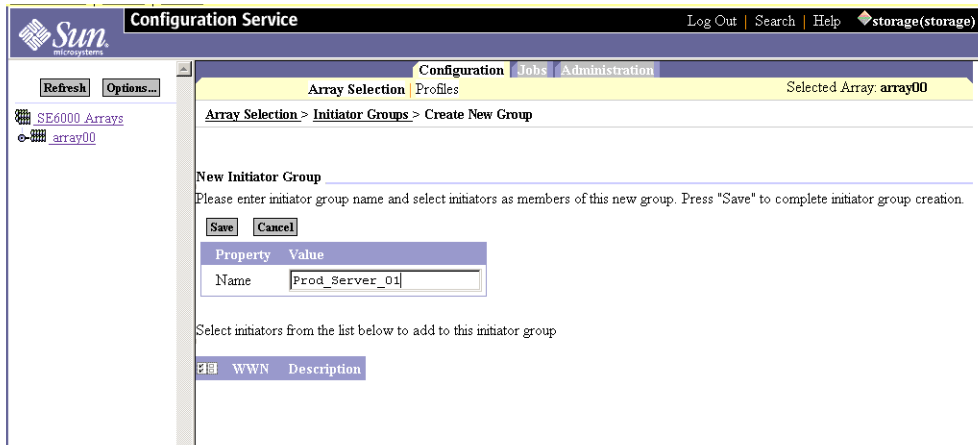 Configuration Service
Log Out | Search | Help storage(storage)
Sun
microsystems
Refresh Options...
SE6000 Arrays
array00
Configuration Jobs Administration
Array Selection | Profiles
Selected Array: array00
Array Selection > Initiator Groups > Create New Group
New Initiator Group
Please enter initiator group name and select initiators as members of this new group. Press "Save" to complete initiator group creation.
Save Cancel
Property Value
Name Prod_Server_01
Select initiators from the list below to add to this initiator group
WWN Description